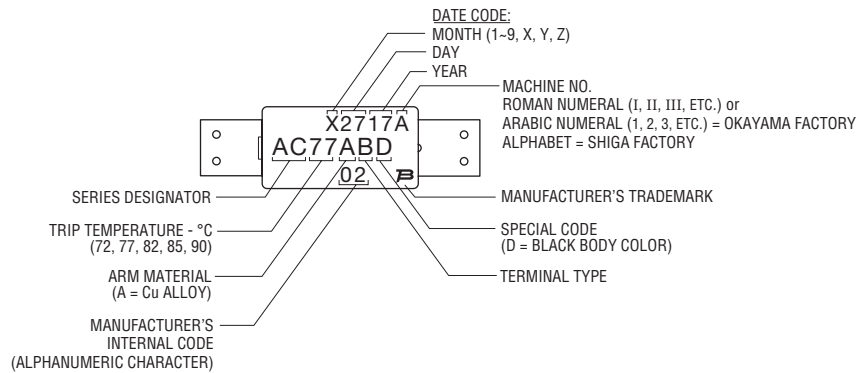 DATE CODE:
MONTH (1~9, X, Y, Z)
DAY
YEAR
MACHINE NO.
ROMAN NUMERAL (I, II, III, ETC.) or
ARABIC NUMERAL (1, 2, 3, ETC.) = OKAYAMA FACTORY
ALPHABET = SHIGA FACTORY
X2717A
AC77ABD
02
B
SERIES DESIGNATOR
MANUFACTURER'S TRADEMARK
TRIP TEMPERATURE - °C
(72, 77, 82, 85, 90)
SPECIAL CODE
(D = BLACK BODY COLOR)
ARM MATERIAL
(A = Cu ALLOY)
TERMINAL TYPE
MANUFACTURER'S
INTERNAL CODE
(ALPHANUMERIC CHARACTER)